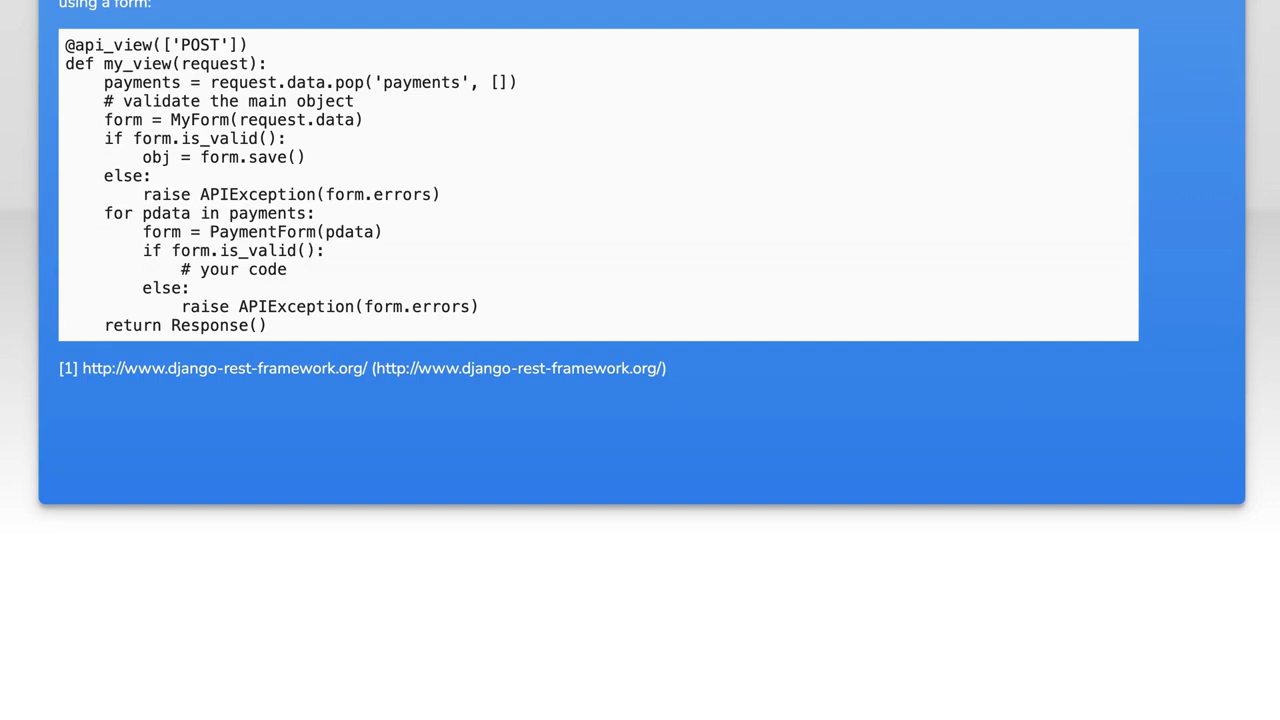 using a form:
@api_view(['POST'])
def my_view(request):
    payments = request.data.pop('payments', [])
    # validate the main object
    form = MyForm(request.data)
    if form.is_valid():
        obj = form.save()
    else:
        raise APIException(form.errors)
    for pdata in payments:
        form = PaymentForm(pdata)
        if form.is_valid():
            # your code
        else:
            raise APIException(form.errors)
    return Response()
[1] http://www.django-rest-framework.org/ (http://www.django-rest-framework.org/)